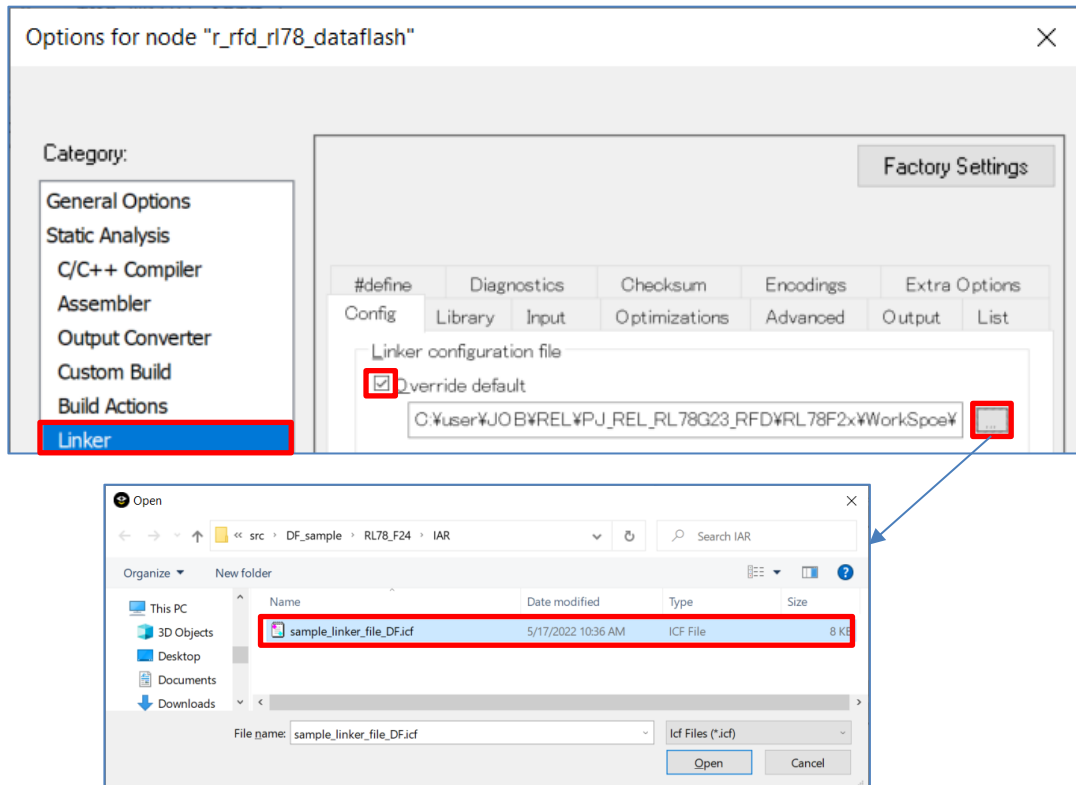 Options for node "r_rfd_rl78_dataflash"
Category:
Factory Settings
General Options
Static Analysis
C/C++ Compiler
Assembler
Output Converter
Custom Build
Build Actions
Linker
#define Diagnostics Checksum Encodings Extra Options
Config Library Input Optimizations Advanced Output List
Linker configuration file
Override default
C:¥user¥JOB¥REL¥PJ_REL_RL78G23_RFD¥RL78F2x¥WorkSpce¥ ...
Open
« src › DF_sample › RL78_F24 › IAR
Search IAR
Organize New folder
This PC
3D Objects
Desktop
Documents
Downloads
Name Date modified Type Size
sample_linker_file_DF.icf 5/17/2022 10:36 AM ICF File 8 KB
File name: sample_linker_file_DF.icf Icf Files (*.icf)
Open Cancel